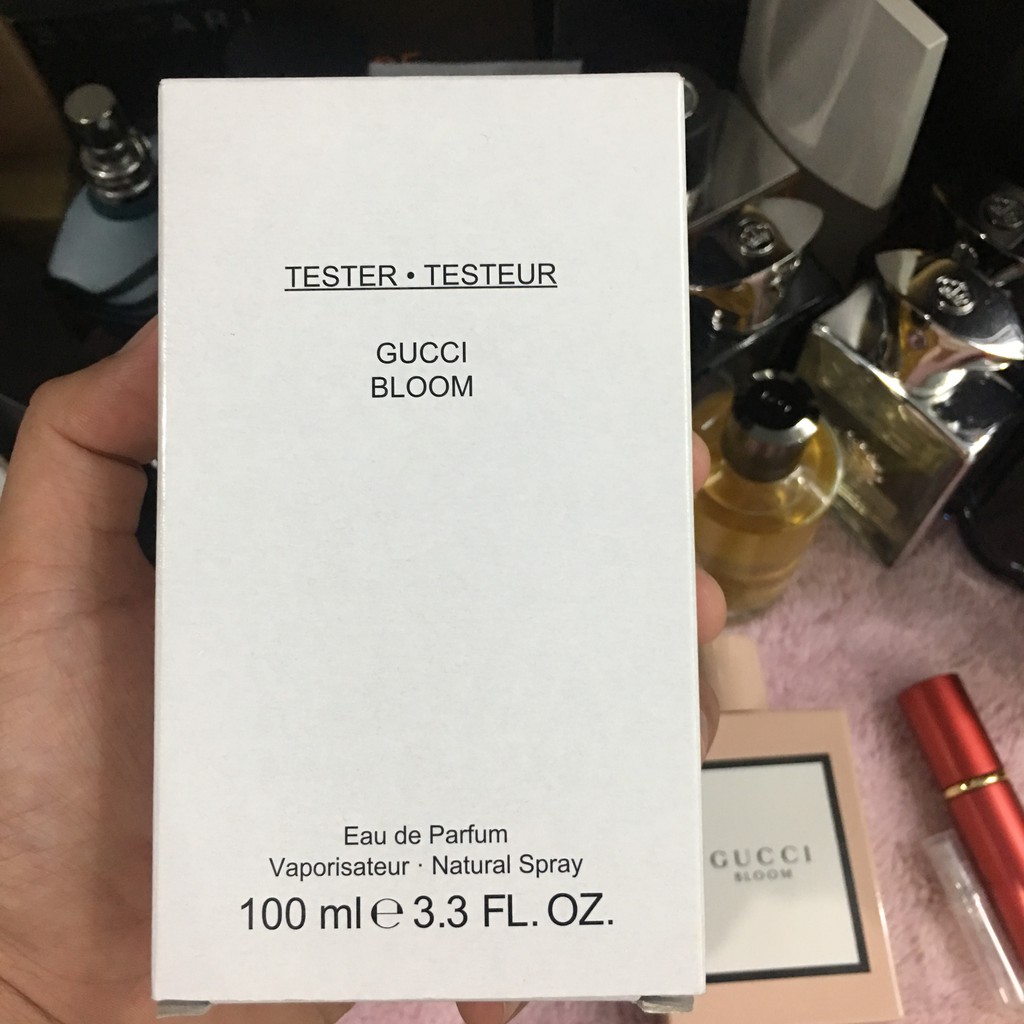 TESTER • TESTEUR
GUCCI
BLOOM
Eau de Parfum
Vaporisateur · Natural Spray
100 ml ℮ 3.3 FL. OZ.
GUCCI
BLOOM